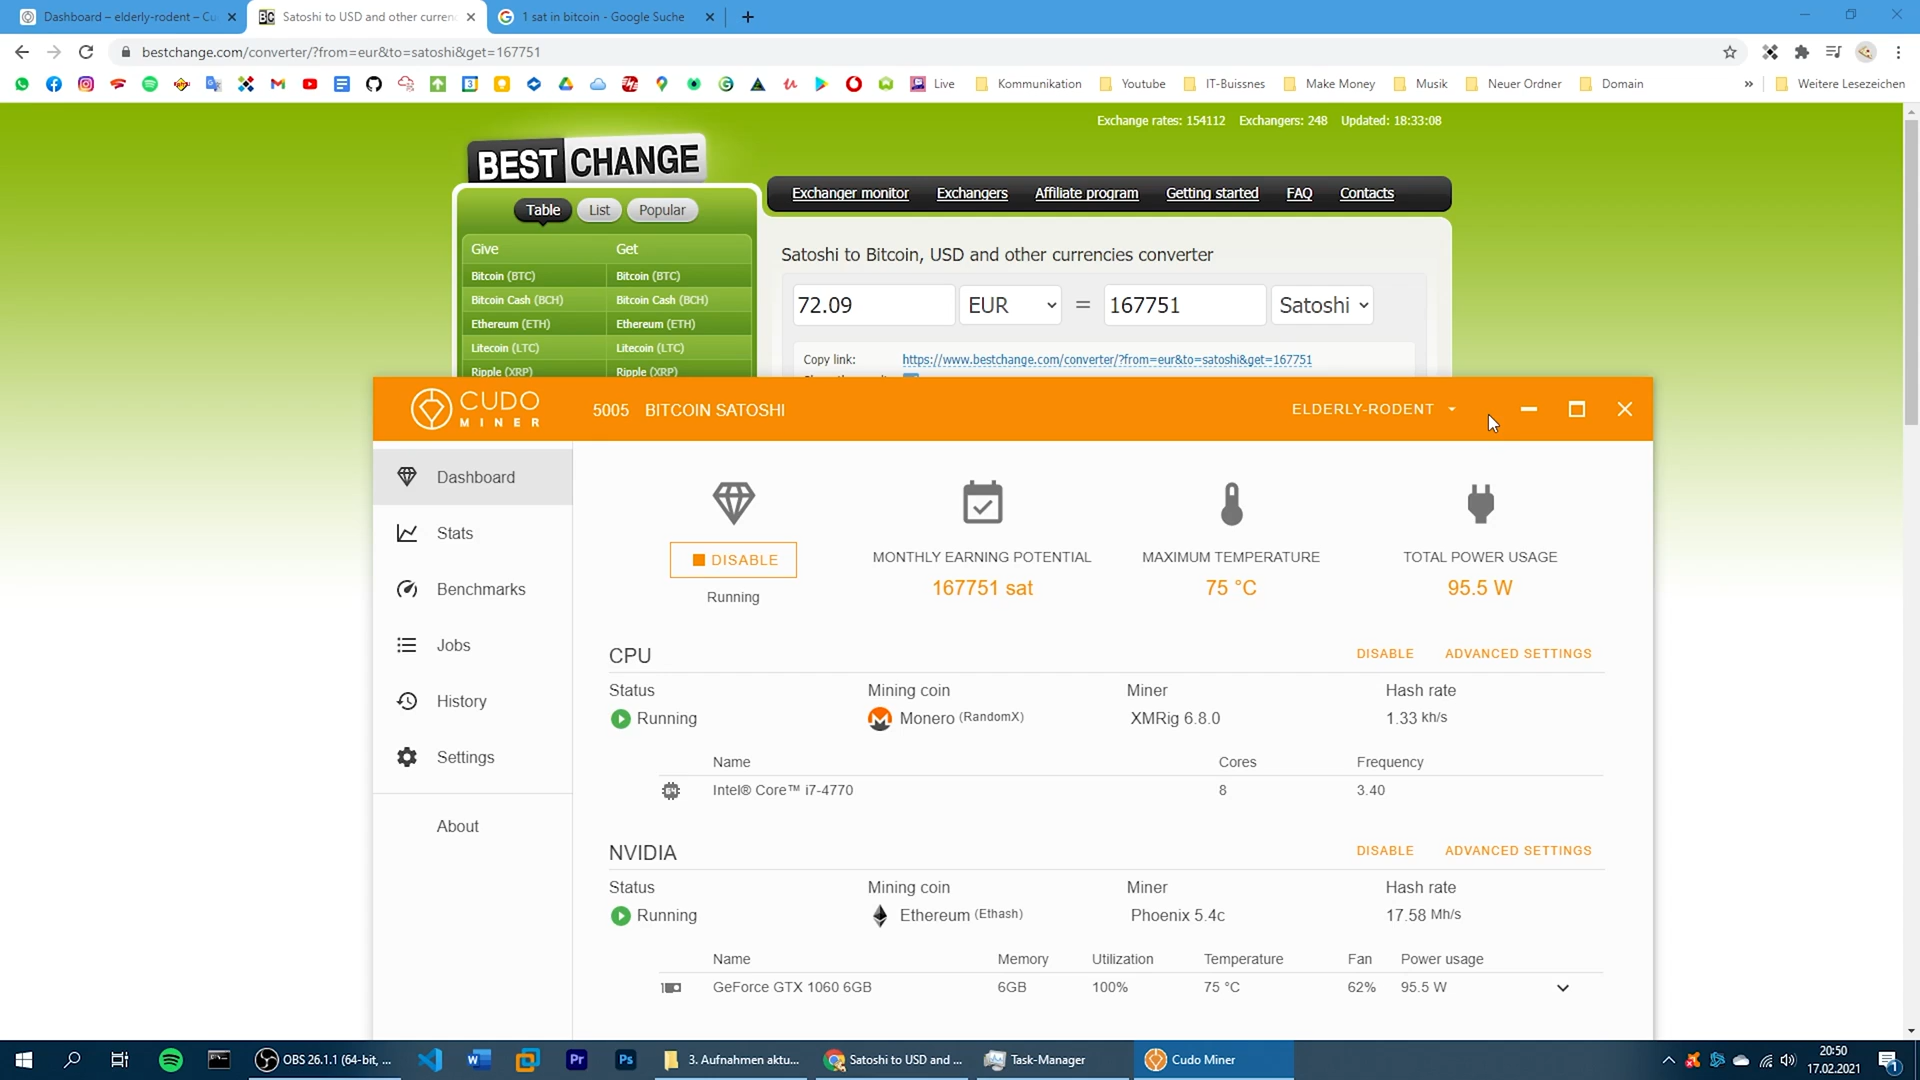 Dashboard – elderly-rodent – Cu
Satoshi to USD and other currenc
1 sat in bitcoin - Google Suche
bestchange.com/converter/?from=eur&to=satoshi&get=167751
Live
Kommunikation
Youtube
IT-Buissnes
Make Money
Musik
Neuer Ordner
Domain
»
Weitere Lesezeichen
Exchange rates: 154112 Exchangers: 248 Updated: 18:33:08
BEST CHANGE
Exchanger monitor Exchangers Affiliate program Getting started FAQ Contacts
Table List Popular
Give Get
Bitcoin (BTC) Bitcoin (BTC)
Bitcoin Cash (BCH) Bitcoin Cash (BCH)
Ethereum (ETH) Ethereum (ETH)
Litecoin (LTC) Litecoin (LTC)
Ripple (XRP) Ripple (XRP)
Satoshi to Bitcoin, USD and other currencies converter
72.09 EUR = 167751 Satoshi
Copy link: https://www.bestchange.com/converter/?from=eur&to=satoshi&get=167751
CUDO MINER
5005 BITCOIN SATOSHI
ELDERLY-RODENT
Dashboard
Stats
Benchmarks
Jobs
History
Settings
About
DISABLE
Running
MONTHLY EARNING POTENTIAL
167751 sat
MAXIMUM TEMPERATURE
75 °C
TOTAL POWER USAGE
95.5 W
CPU DISABLE ADVANCED SETTINGS
Status Mining coin Miner Hash rate
Running Monero (RandomX) XMRig 6.8.0 1.33 kh/s
Name Cores Frequency
64 Intel® Core™ i7-4770 8 3.40
NVIDIA DISABLE ADVANCED SETTINGS
Status Mining coin Miner Hash rate
Running Ethereum (Ethash) Phoenix 5.4c 17.58 Mh/s
Name Memory Utilization Temperature Fan Power usage
GeForce GTX 1060 6GB 6GB 100% 75 °C 62% 95.5 W
OBS 26.1.1 (64-bit, ...
Pr
Ps
3. Aufnahmen aktu...
Satoshi to USD and ...
Task-Manager
Cudo Miner
20:50
17.02.2021
1